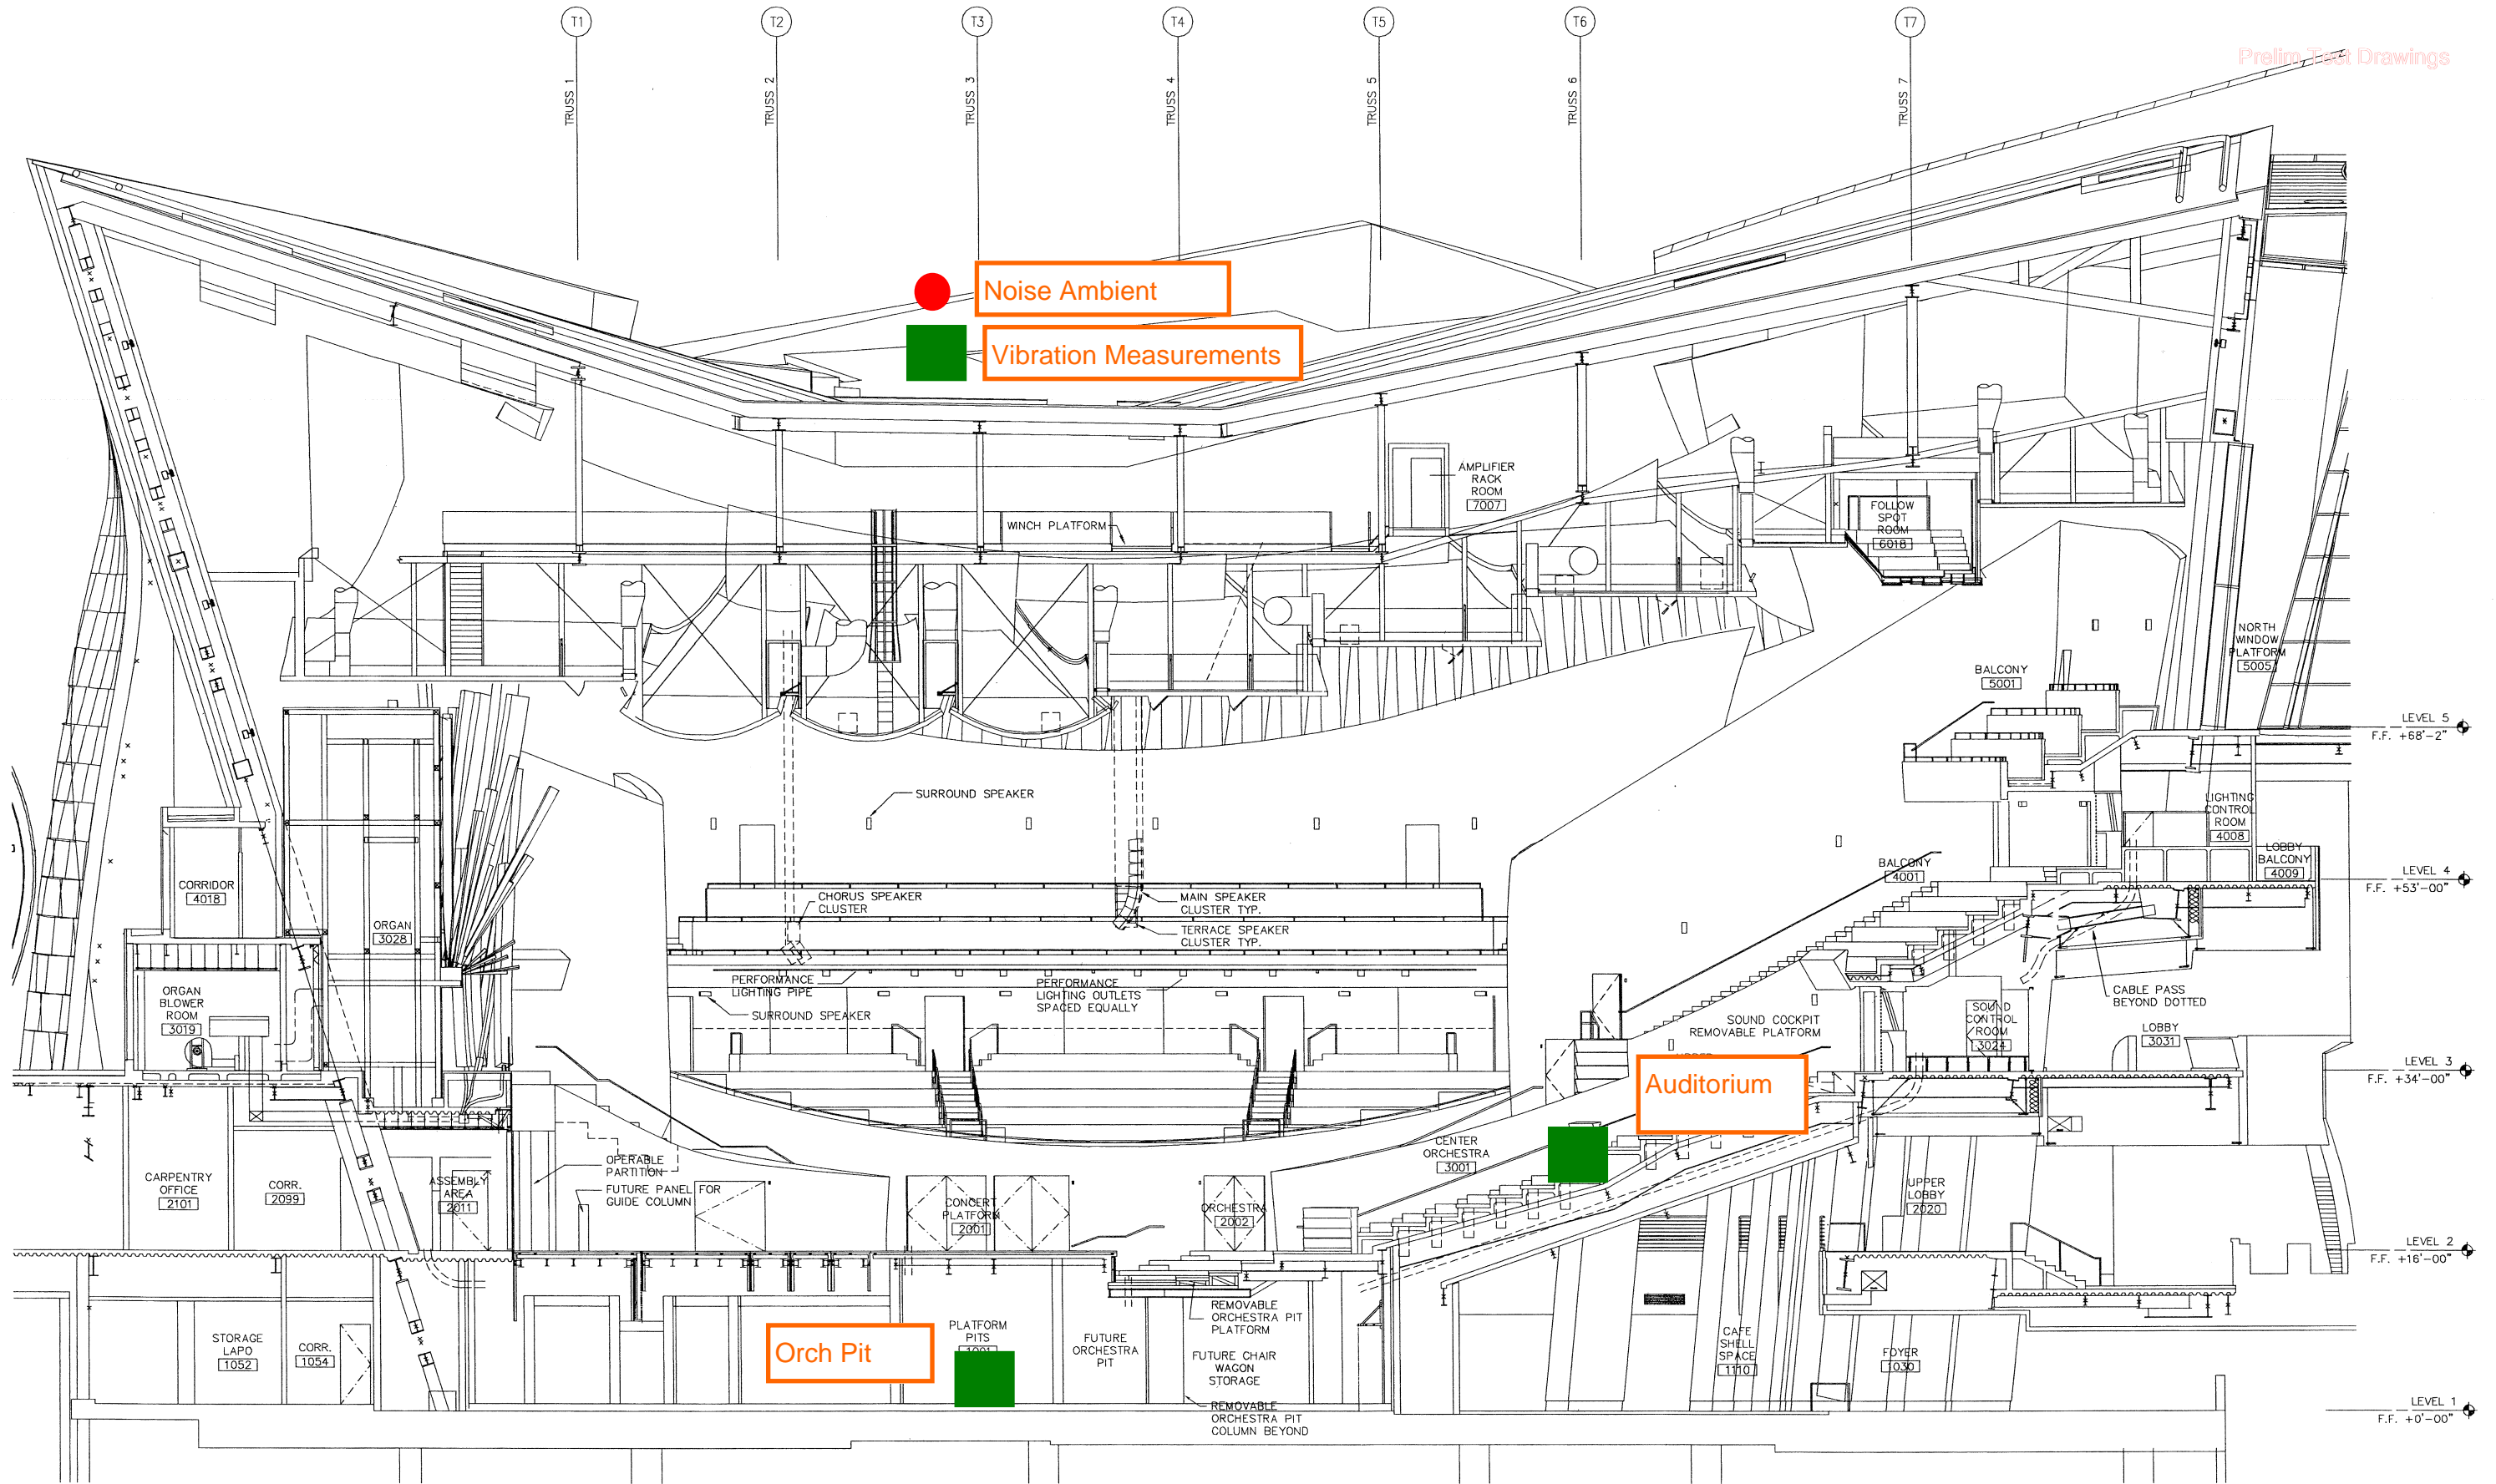 T1
T2
T3
T4
T5
T6
T7
TRUSS 1
TRUSS 2
TRUSS 3
TRUSS 4
TRUSS 5
TRUSS 6
TRUSS 7
Prelim Test Drawings
Noise Ambient
Vibration Measurements
AMPLIFIER
RACK
ROOM
7007
WINCH PLATFORM
FOLLOW
SPOT
ROOM
6018
NORTH
WINDOW
PLATFORM
5005
BALCONY
5001
LEVEL 5
F.F. +68'-2"
SURROUND SPEAKER
LIGHTING
CONTROL
ROOM
4008
LOBBY
BALCONY
4009
BALCONY
4001
LEVEL 4
F.F. +53'-00"
CORRIDOR
4018
CHORUS SPEAKER
CLUSTER
MAIN SPEAKER
CLUSTER TYP.
TERRACE SPEAKER
CLUSTER TYP.
ORGAN
3028
PERFORMANCE
LIGHTING PIPE
PERFORMANCE
LIGHTING OUTLETS
SPACED EQUALLY
SURROUND SPEAKER
ORGAN
BLOWER
ROOM
3019
CABLE PASS
BEYOND DOTTED
SOUND COCKPIT
REMOVABLE PLATFORM
SOUND
CONTROL
ROOM
3024
LOBBY
3031
LEVEL 3
F.F. +34'-00"
Auditorium
CENTER
ORCHESTRA
3001
OPERABLE
PARTITION
FUTURE PANEL FOR
GUIDE COLUMN
CARPENTRY
OFFICE
2101
CORR.
2099
ASSEMBLY
AREA
2011
CONCERT
PLATFORM
2001
ORCHESTRA
2002
UPPER
LOBBY
2020
LEVEL 2
F.F. +16'-00"
STORAGE
LAPO
1052
CORR.
1054
Orch Pit
PLATFORM
PITS
1001
FUTURE
ORCHESTRA
PIT
REMOVABLE
ORCHESTRA PIT
PLATFORM
FUTURE CHAIR
WAGON
STORAGE
REMOVABLE
ORCHESTRA PIT
COLUMN BEYOND
CAFE
SHELL
SPACE
1110
FOYER
1030
LEVEL 1
F.F. +0'-00"